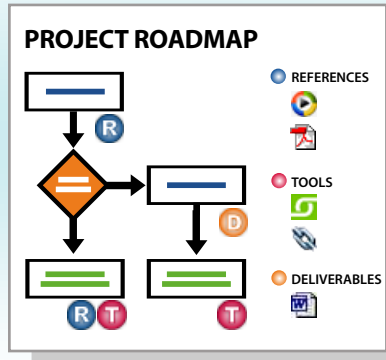 PROJECT ROADMAP
REFERENCES
R
TOOLS
D
DELIVERABLES
W
R T
T